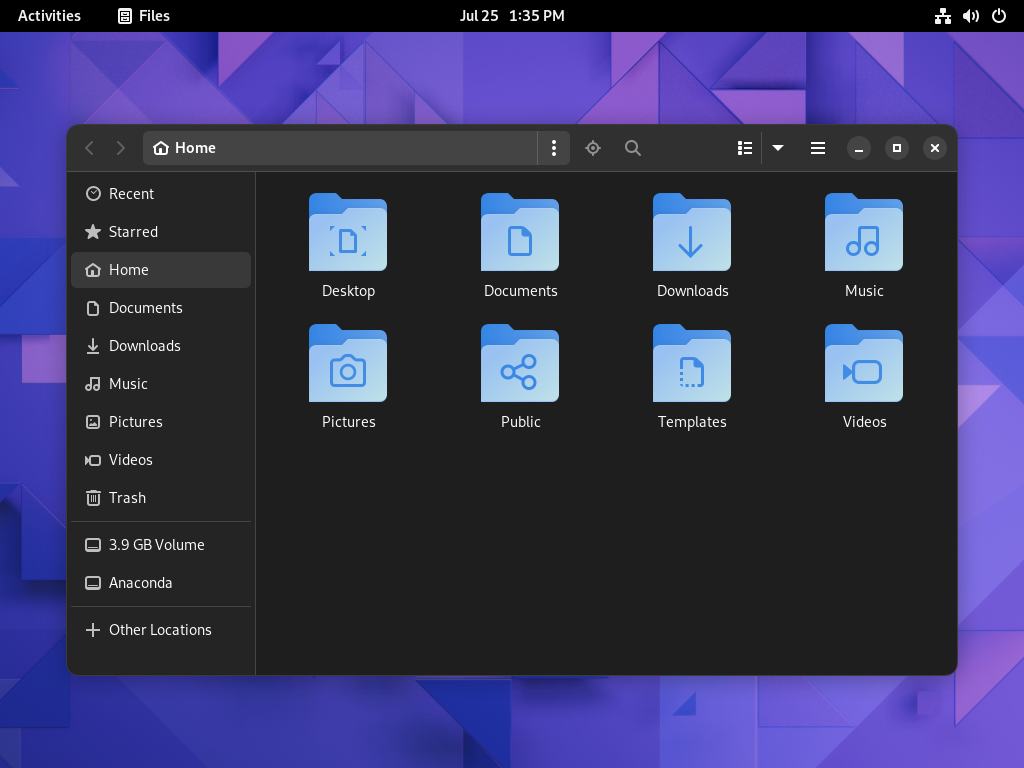 Activities Files Jul 25 1:35 PM
Home
Recent
Starred
Home
Documents
Downloads
Music
Pictures
Videos
Trash
3.9 GB Volume
Anaconda
Other Locations
Desktop Documents Downloads Music
Pictures Public Templates Videos